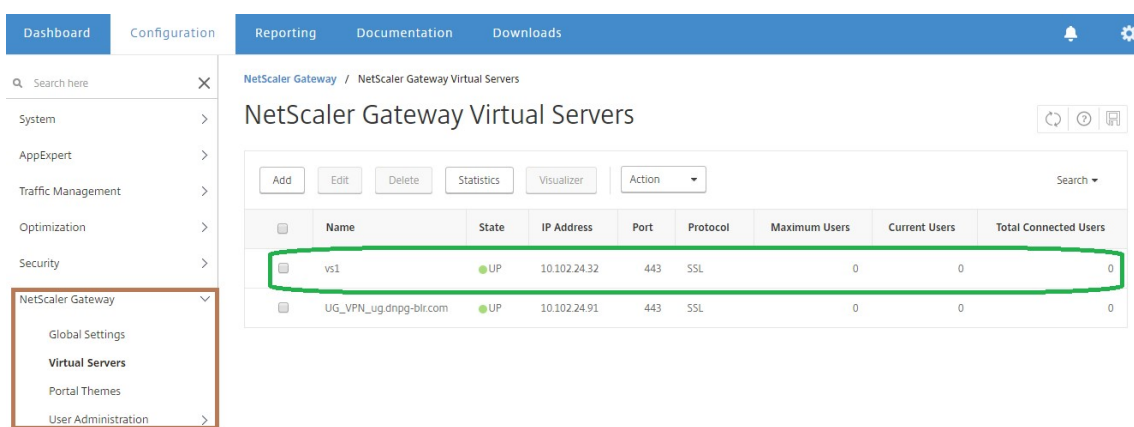 Dashboard Configuration Reporting Documentation Downloads
Search here
System
AppExpert
Traffic Management
Optimization
Security
NetScaler Gateway
Global Settings
Virtual Servers
Portal Themes
User Administration
NetScaler Gateway / NetScaler Gateway Virtual Servers
NetScaler Gateway Virtual Servers
Add Edit Delete Statistics Visualizer Action Search
Name State IP Address Port Protocol Maximum Users Current Users Total Connected Users
vs1 UP 10.102.24.32 443 SSL 0 0 0
UG_VPN_ug.dnpg-blr.com UP 10.102.24.91 443 SSL 0 0 0